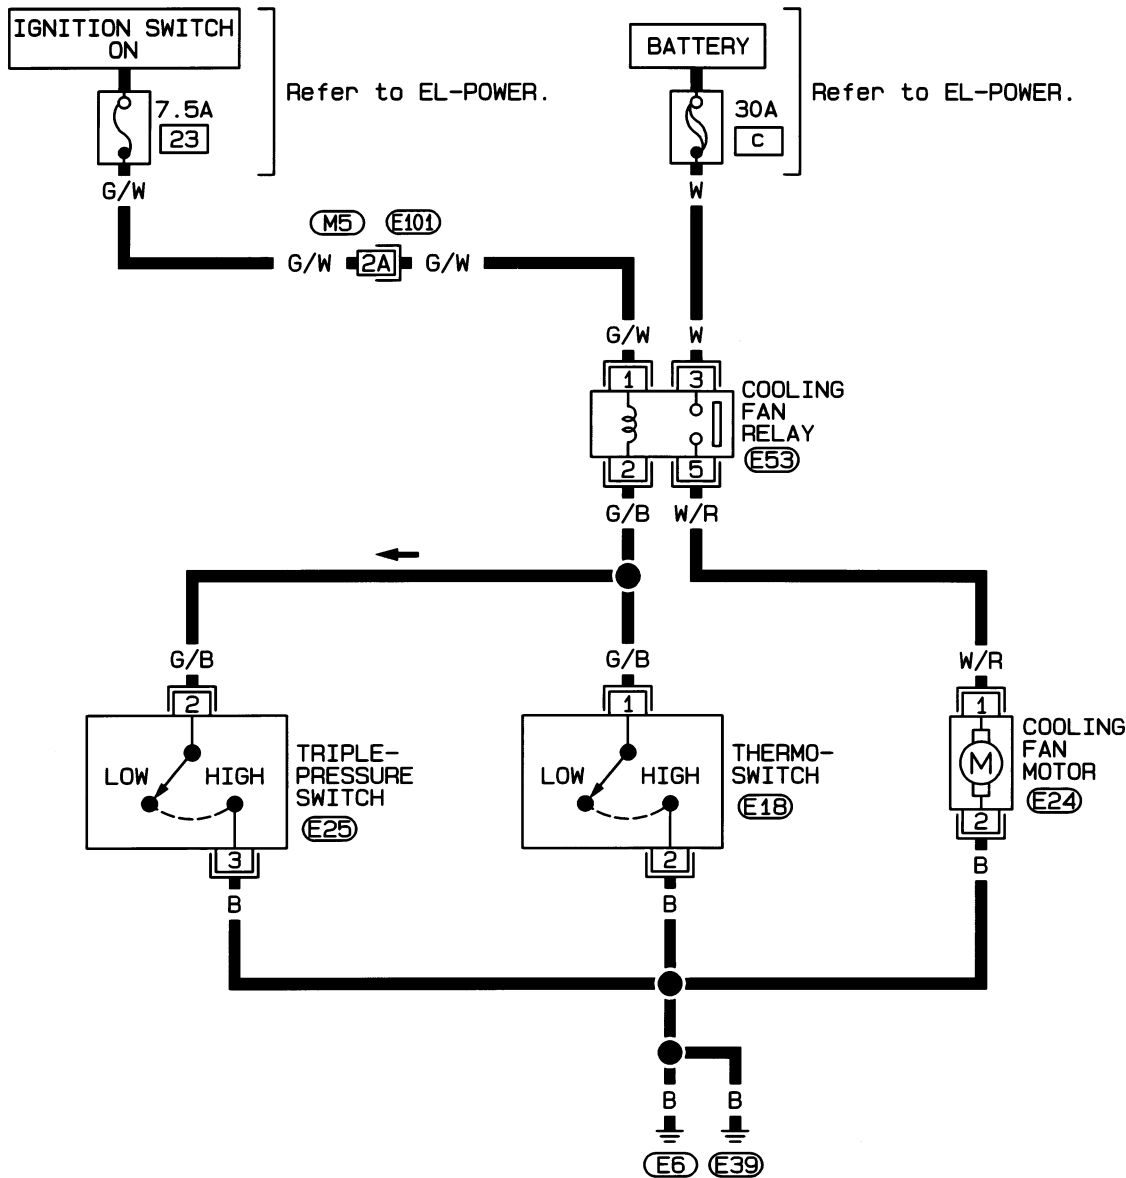 IGNITION SWITCH
ON
BATTERY
Refer to EL-POWER.
Refer to EL-POWER.
7.5A
23
30A
C
G/W
W
M5
E101
G/W
2A
G/W
G/W
W
1
3
COOLING
FAN
RELAY
E53
2
5
G/B
W/R
G/B
G/B
W/R
2
1
1
LOW
HIGH
TRIPLE-
PRESSURE
SWITCH
E25
LOW
HIGH
THERMO-
SWITCH
E18
M
COOLING
FAN
MOTOR
E24
2
3
2
B
B
B
B
B
E6
E39